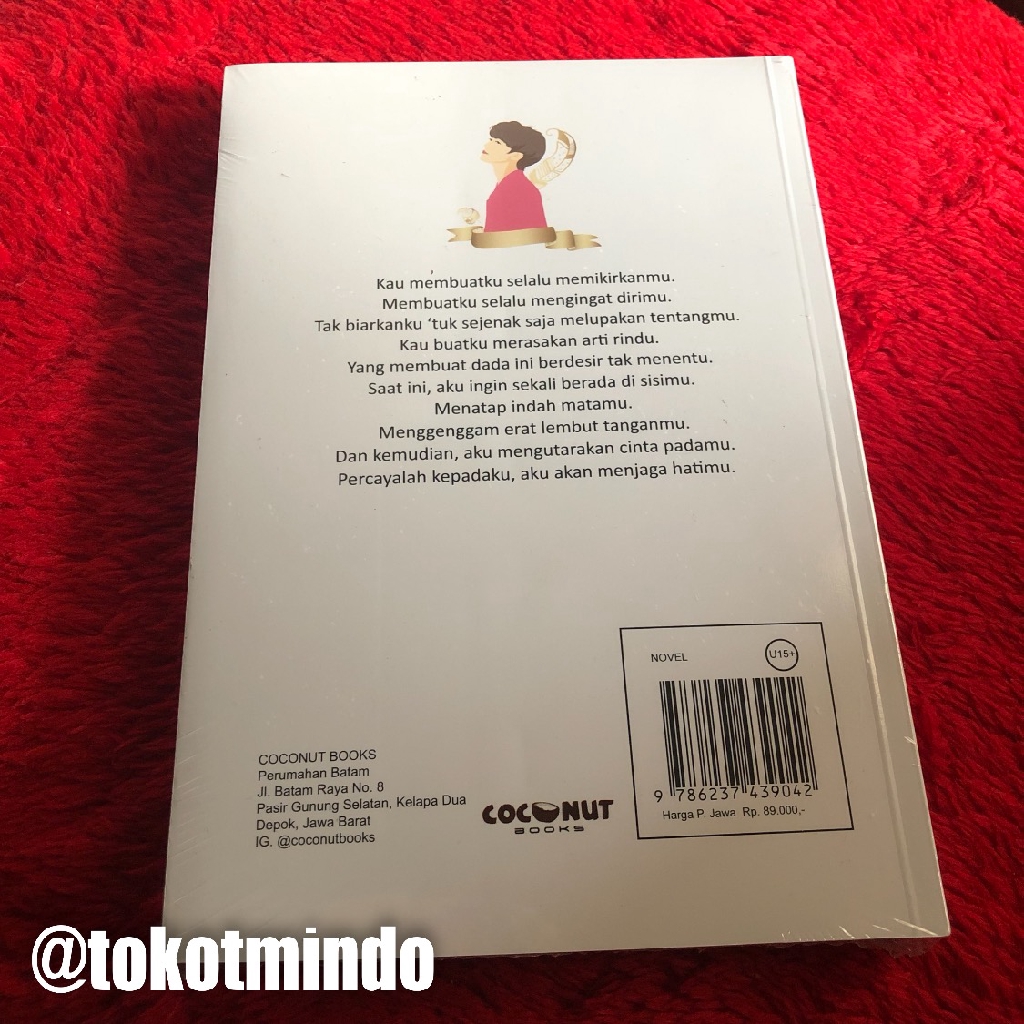 Kau membuatku selalu memikirkanmu.
Membuatku selalu mengingat dirimu.
Tak biarkanku ‘tuk sejenak saja melupakan tentangmu.
Kau buatku merasakan arti rindu.
Yang membuat dada ini berdesir tak menentu.
Saat ini, aku ingin sekali berada di sisimu.
Menatap indah matamu.
Menggenggam erat lembut tanganmu.
Dan kemudian, aku mengutarakan cinta padamu.
Percayalah kepadaku, aku akan menjaga hatimu.
NOVEL
U15+
9 786237 439042
Harga P. Jawa Rp. 89.000,-
COCONUT BOOKS
Perumahan Batam
Jl. Batam Raya No. 8
Pasir Gunung Selatan, Kelapa Dua
Depok, Jawa Barat
IG. @coconutbooks
COCONUT
BOOKS
@tokotmindo